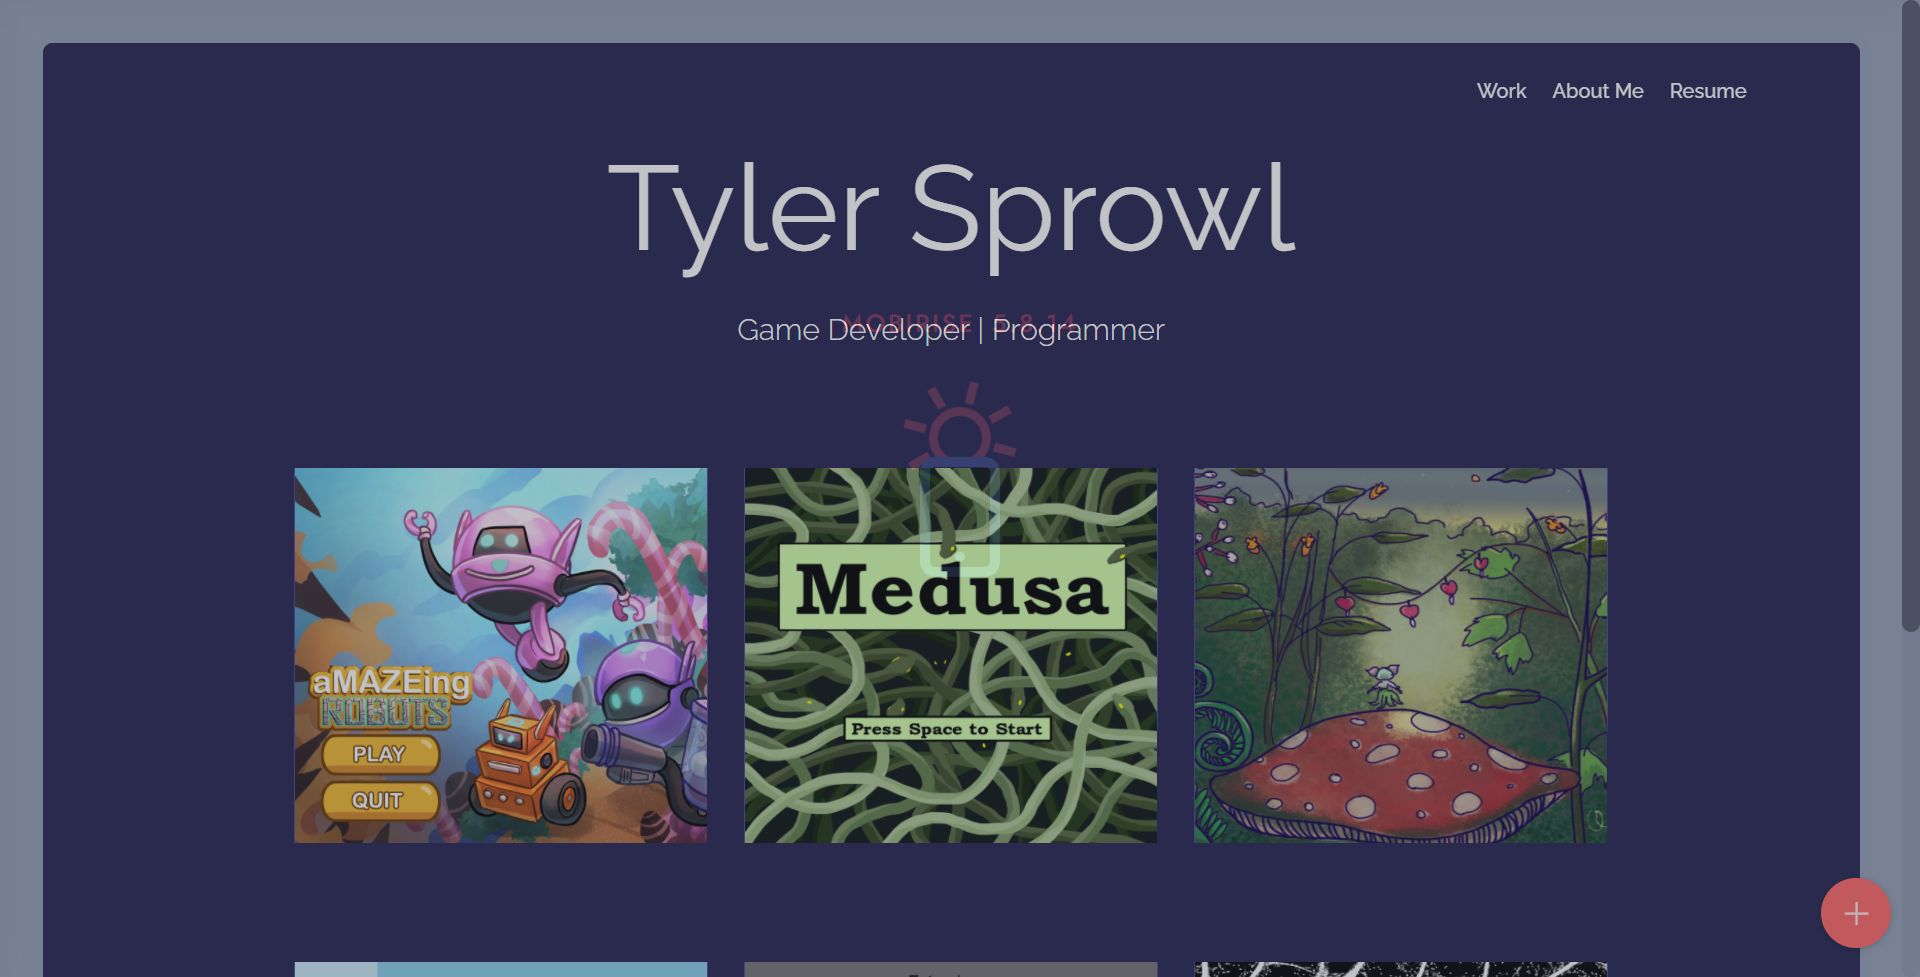 Work About Me Resume
Tyler Sprowl
MOBIRISE 5.8.14
Game Developer | Programmer
aMAZEing
ROBOTS
PLAY
QUIT
Medusa
Press Space to Start